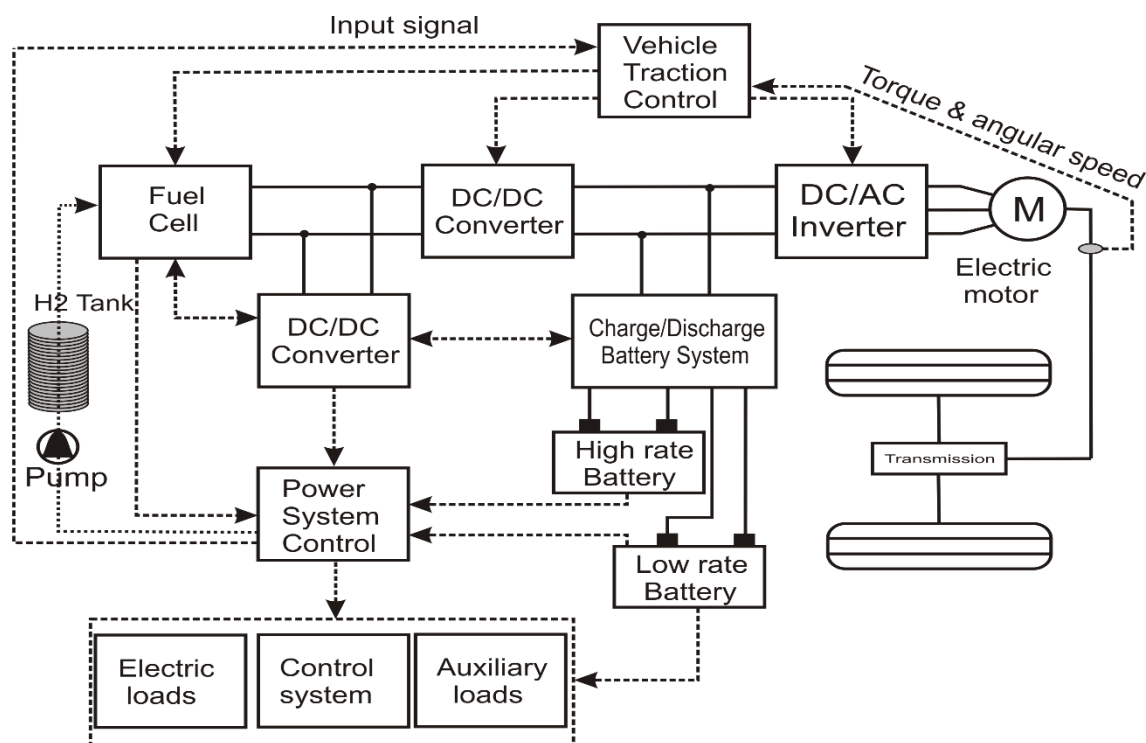 Input signal
Vehicle
Traction
Control
Torque & angular speed
Fuel
Cell
DC/DC
Converter
DC/AC
Inverter
M
Electric
motor
H2 Tank
DC/DC
Converter
Charge/Discharge
Battery System
High rate
Battery
Transmission
Pump
Power
System
Control
Low rate
Battery
Electric
loads
Control
system
Auxiliary
loads